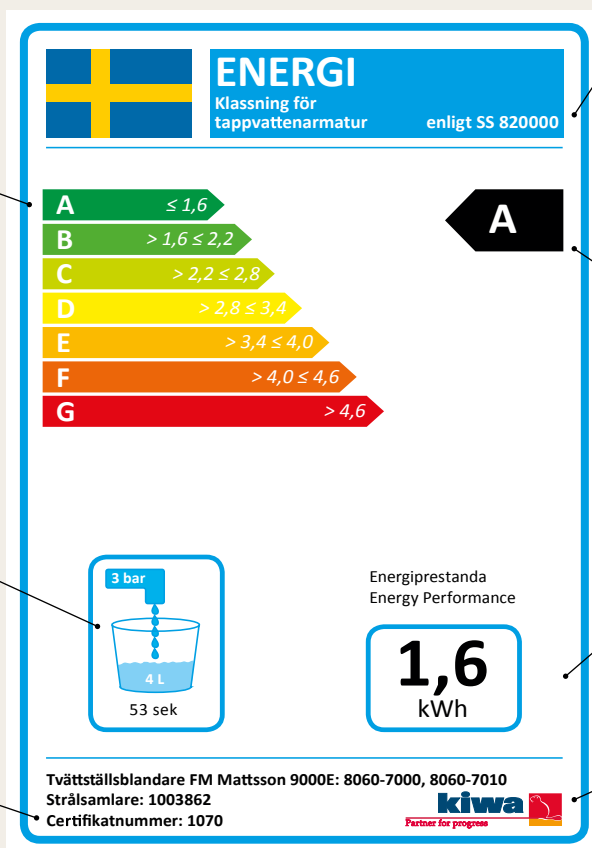 ENERGI
Klassning för
tappvattenarmatur enligt SS 820000
A ≤ 1,6
A
B > 1,6 ≤ 2,2
C > 2,2 ≤ 2,8
D > 2,8 ≤ 3,4
E > 3,4 ≤ 4,0
F > 4,0 ≤ 4,6
G > 4,6
3 bar
4 L
53 sek
Energiprestanda
Energy Performance
1,6
kWh
Tvättställsblandare FM Mattsson 9000E: 8060-7000, 8060-7010
Strålsamlare: 1003862
Certifikatnummer: 1070
kiwa
Partner for progress